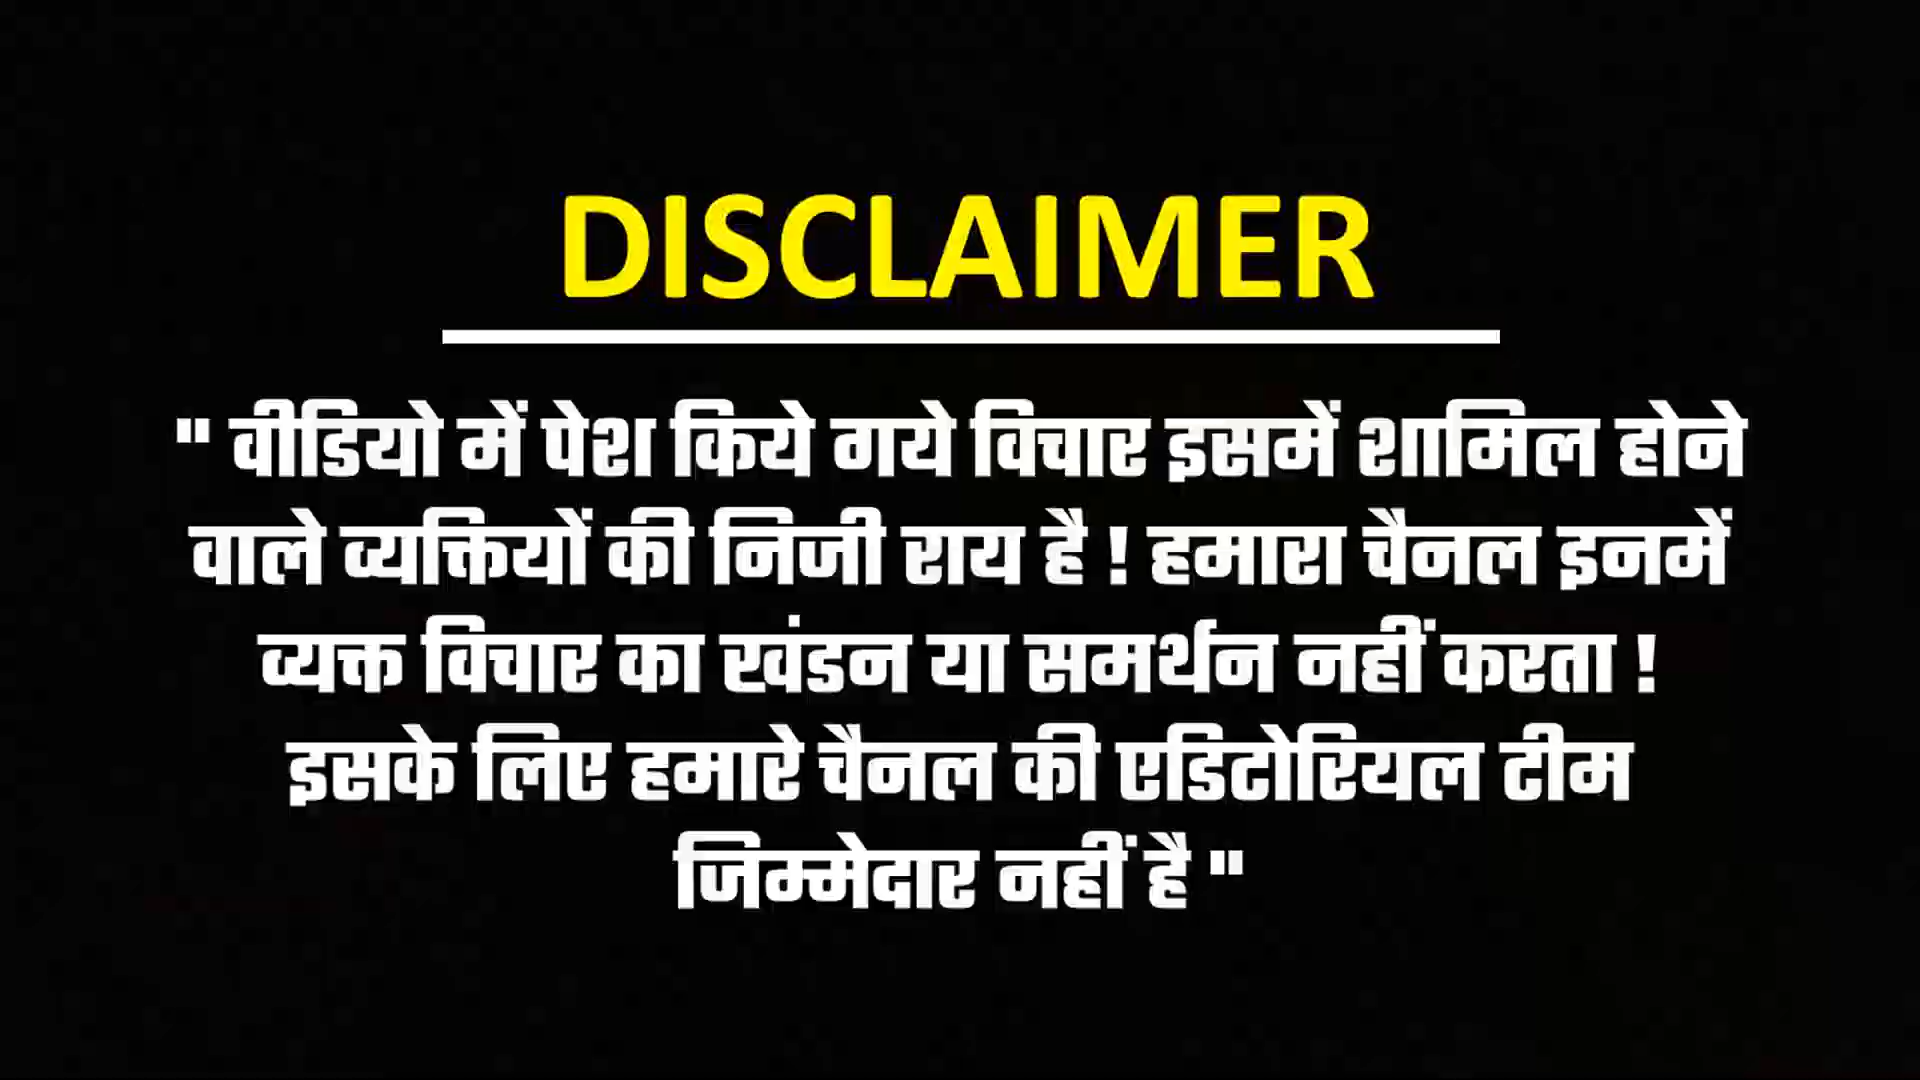 DISCLAIMER
" वीडियो में पेश किये गये विचार इसमें शामिल होने
वाले व्यक्तियों की निजी राय है ! हमारा चैनल इनमें
व्यक्त विचार का खंडन या समर्थन नहीं करता !
इसके लिए हमारे चैनल की एडिटोरियल टीम
जिम्मेदार नहीं है "